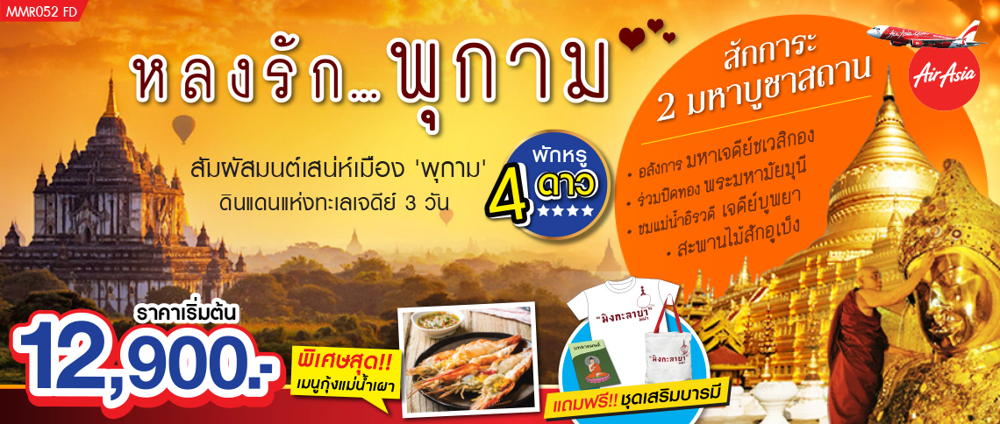 MMR052 FD
หลงรัก... พุกาม
สัมผัสมนต์เสน่ห์เมือง 'พุกาม'
ดินแดนแห่งทะเลเจดีย์ 3 วัน
พักหรู
4 ดาว
สักการะ
2 มหาบูชาสถาน
AirAsia
• อลังการ มหาเจดีย์ชเวสิกอง
• ร่วมปิดทอง พระมหามัยมุนี
• ชมแม่น้ำอิรวดี เจดีย์บูพยา
• สะพานไม้สักอูเบ็ง
ราคาเริ่มต้น
12,900.-
พิเศษสุด!!
เมนูกุ้งแม่น้ำเผา
"มิงกะลาบา"
บทสวดมนต์
"มิงกะลาบา"
แถมฟรี!! ชุดเสริมบารมี